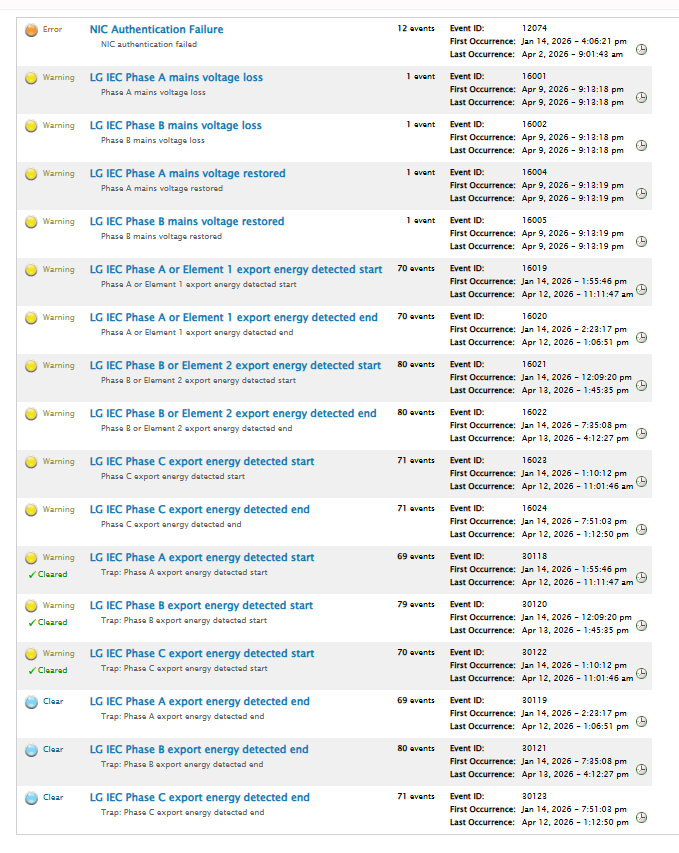 Error NIC Authentication Failure 12 events Event ID: 12074
NIC authentication failed First Occurrence: Jan 14, 2026 - 4:06:21 pm
Last Occurrence: Apr 2, 2026 - 9:01:43 am
Warning LG IEC Phase A mains voltage loss 1 event Event ID: 16001
Phase A mains voltage loss First Occurrence: Apr 9, 2026 - 9:13:18 pm
Last Occurrence: Apr 9, 2026 - 9:13:18 pm
Warning LG IEC Phase B mains voltage loss 1 event Event ID: 16002
Phase B mains voltage loss First Occurrence: Apr 9, 2026 - 9:13:18 pm
Last Occurrence: Apr 9, 2026 - 9:13:18 pm
Warning LG IEC Phase A mains voltage restored 1 event Event ID: 16004
Phase A mains voltage restored First Occurrence: Apr 9, 2026 - 9:13:19 pm
Last Occurrence: Apr 9, 2026 - 9:13:19 pm
Warning LG IEC Phase B mains voltage restored 1 event Event ID: 16005
Phase B mains voltage restored First Occurrence: Apr 9, 2026 - 9:13:19 pm
Last Occurrence: Apr 9, 2026 - 9:13:19 pm
Warning LG IEC Phase A or Element 1 export energy detected start 70 events Event ID: 16019
Phase A or Element 1 export energy detected start First Occurrence: Jan 14, 2026 - 1:55:46 pm
Last Occurrence: Apr 12, 2026 - 11:11:47 am
Warning LG IEC Phase A or Element 1 export energy detected end 70 events Event ID: 16020
Phase A or Element 1 export energy detected end First Occurrence: Jan 14, 2026 - 2:23:17 pm
Last Occurrence: Apr 12, 2026 - 1:06:51 pm
Warning LG IEC Phase B or Element 2 export energy detected start 80 events Event ID: 16021
Phase B or Element 2 export energy detected start First Occurrence: Jan 14, 2026 - 12:09:20 pm
Last Occurrence: Apr 13, 2026 - 1:45:35 pm
Warning LG IEC Phase B or Element 2 export energy detected end 80 events Event ID: 16022
Phase B or Element 2 export energy detected end First Occurrence: Jan 14, 2026 - 7:35:08 pm
Last Occurrence: Apr 13, 2026 - 4:12:27 pm
Warning LG IEC Phase C export energy detected start 71 events Event ID: 16023
Phase C export energy detected start First Occurrence: Jan 14, 2026 - 1:10:12 pm
Last Occurrence: Apr 12, 2026 - 11:01:46 am
Warning LG IEC Phase C export energy detected end 71 events Event ID: 16024
Phase C export energy detected end First Occurrence: Jan 14, 2026 - 7:51:03 pm
Last Occurrence: Apr 12, 2026 - 1:12:50 pm
Warning LG IEC Phase A export energy detected start 69 events Event ID: 30118
✓ Cleared Trap: Phase A export energy detected start First Occurrence: Jan 14, 2026 - 1:55:46 pm
Last Occurrence: Apr 12, 2026 - 11:11:47 am
Warning LG IEC Phase B export energy detected start 79 events Event ID: 30120
✓ Cleared Trap: Phase B export energy detected start First Occurrence: Jan 14, 2026 - 12:09:20 pm
Last Occurrence: Apr 13, 2026 - 1:45:35 pm
Warning LG IEC Phase C export energy detected start 70 events Event ID: 30122
✓ Cleared Trap: Phase C export energy detected start First Occurrence: Jan 14, 2026 - 1:10:12 pm
Last Occurrence: Apr 12, 2026 - 11:01:46 am
Clear LG IEC Phase A export energy detected end 69 events Event ID: 30119
Trap: Phase A export energy detected end First Occurrence: Jan 14, 2026 - 2:23:17 pm
Last Occurrence: Apr 12, 2026 - 1:06:51 pm
Clear LG IEC Phase B export energy detected end 80 events Event ID: 30121
Trap: Phase B export energy detected end First Occurrence: Jan 14, 2026 - 7:35:08 pm
Last Occurrence: Apr 13, 2026 - 4:12:27 pm
Clear LG IEC Phase C export energy detected end 71 events Event ID: 30123
Trap: Phase C export energy detected end First Occurrence: Jan 14, 2026 - 7:51:03 pm
Last Occurrence: Apr 12, 2026 - 1:12:50 pm